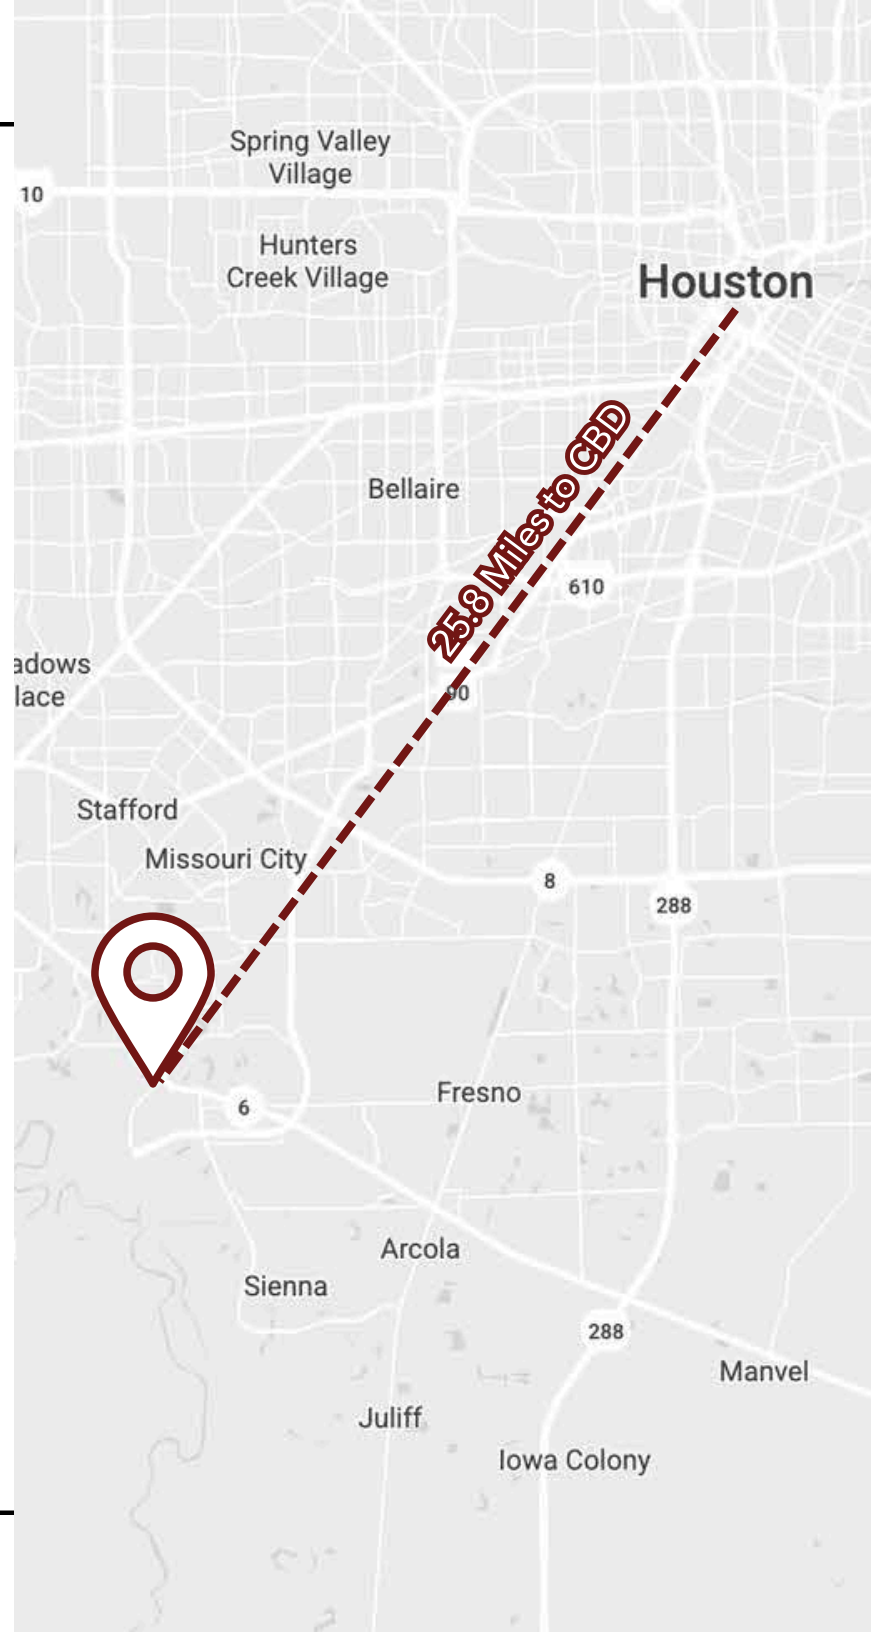 Spring Valley
Village
10
Hunters
Creek Village
Houston
25.8 Miles to CBD
Bellaire
610
adows
lace
90
Stafford
Missouri City
8
288
6
Fresno
Arcola
Sienna
288
Manvel
Juliff
Iowa Colony